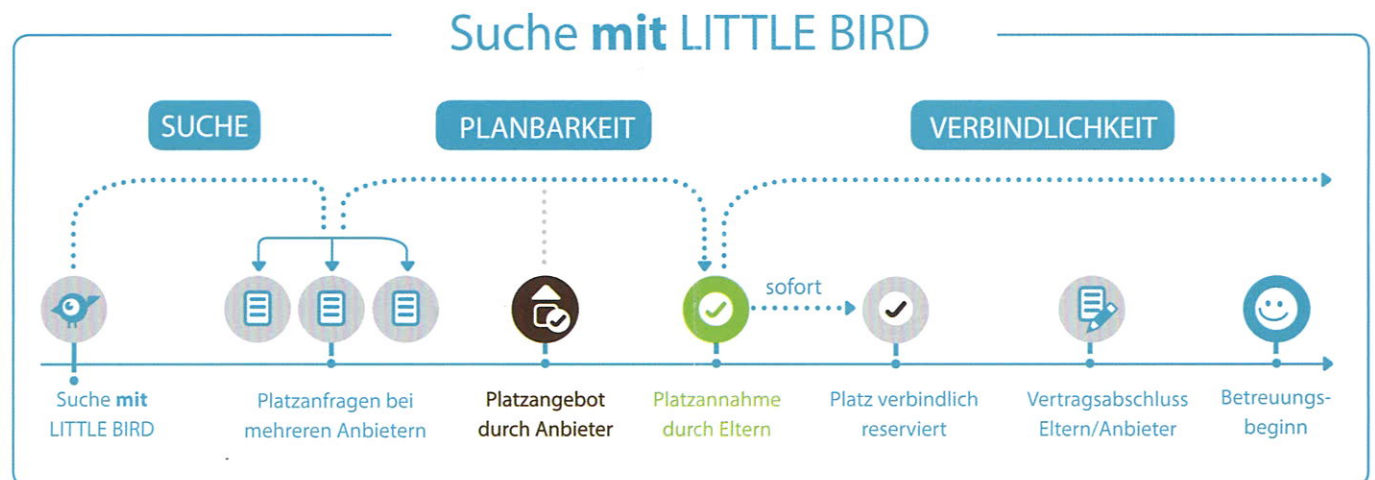 Suche mit LITTLE BIRD
SUCHE
PLANBARKEIT
VERBINDLICHKEIT
sofort
Suche mit
LITTLE BIRD
Platzanfragen bei
mehreren Anbietern
Platzangebot
durch Anbieter
Platzannahme
durch Eltern
Platz verbindlich
reserviert
Vertragsabschluss
Eltern/Anbieter
Betreuungs-
beginn